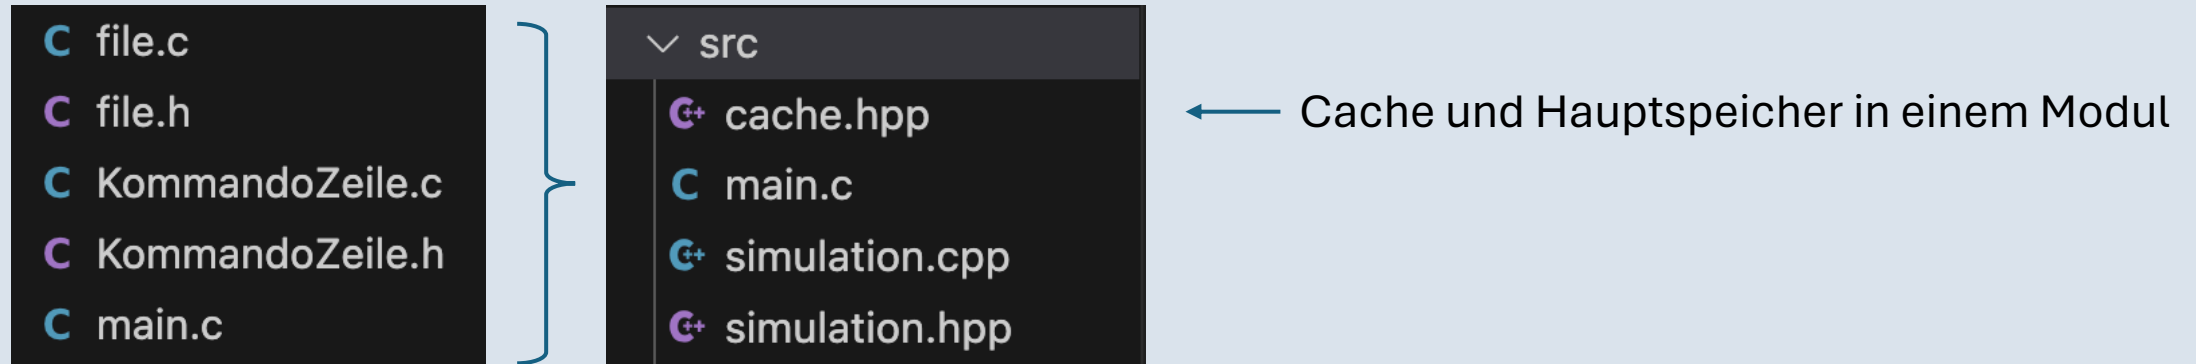 file.c
file.h
KommandoZeile.c
KommandoZeile.h
main.c
src
cache.hpp
main.c
simulation.cpp
simulation.hpp
Cache und Hauptspeicher in einem Modul